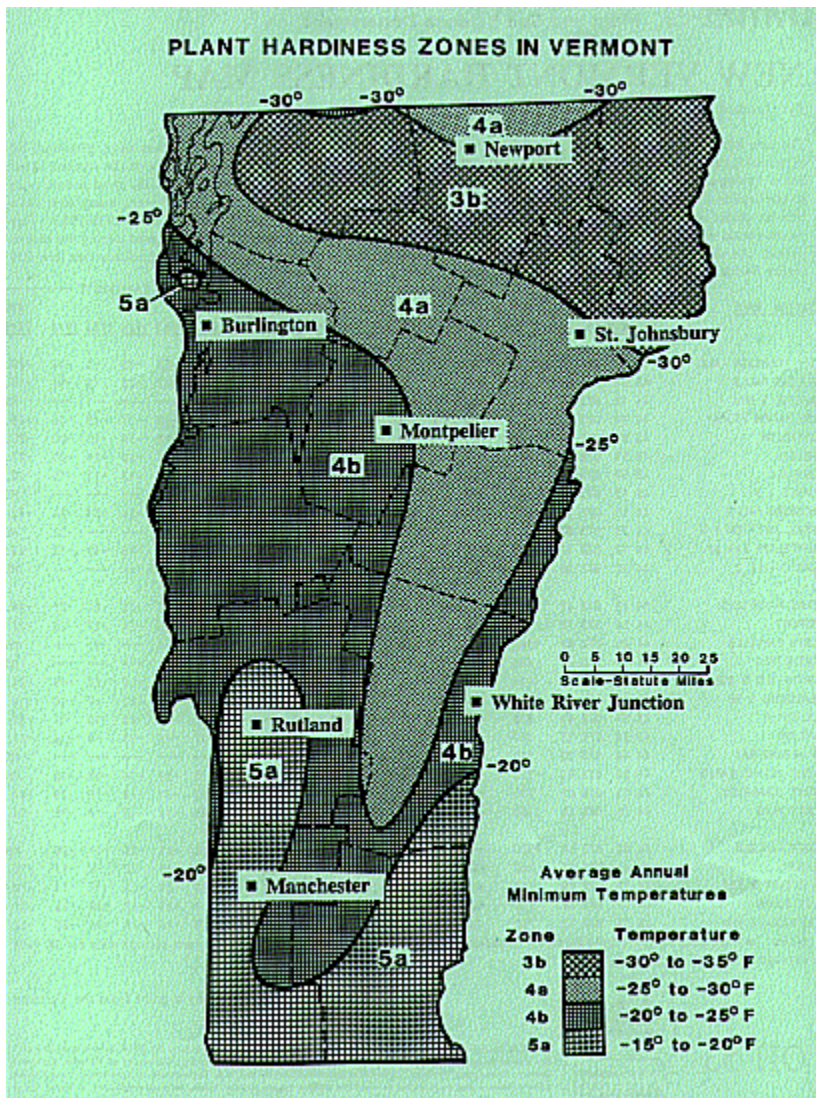 PLANT HARDINESS ZONES IN VERMONT
-30°
-30°
-30°
4a
Newport
3b
-25°
5a
4a
Burlington
St. Johnsbury
-30°
Montpelier
-25°
4b
0 5 10 15 20 25
Scale-Statute Miles
White River Junction
Rutland
4b
5a
-20°
-20°
Manchester
5a
Average Annual
Minimum Temperatures
Zone Temperature
3b -30° to -35° F
4a -25° to -30° F
4b -20° to -25° F
5a -15° to -20° F